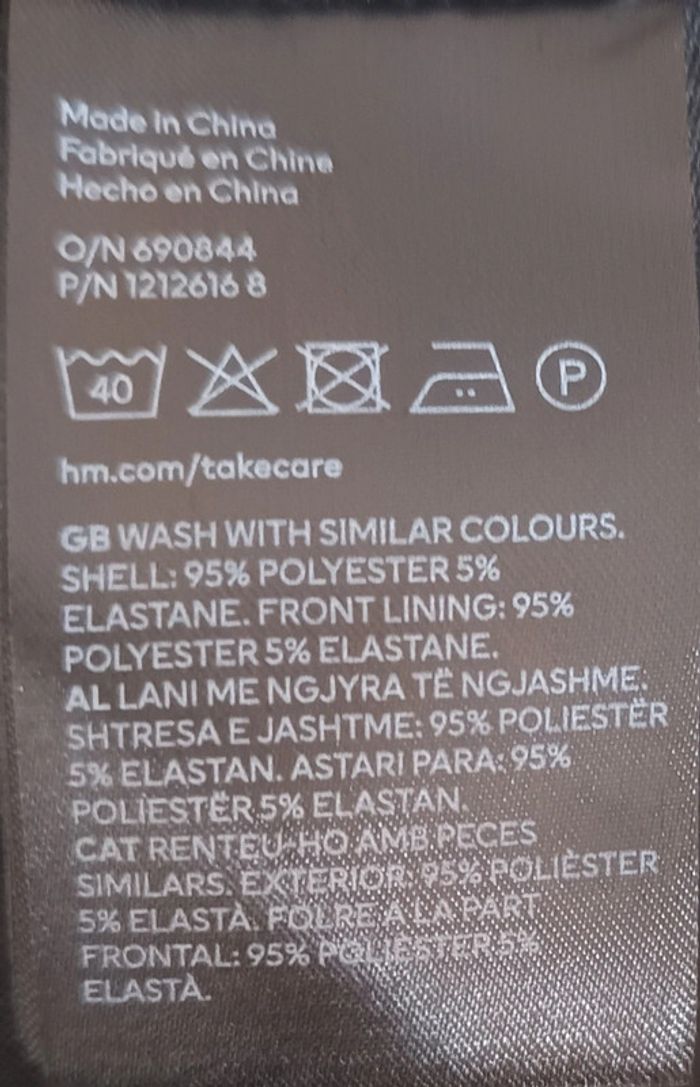 Made in China
Fabriqué en Chine
Hecho en China
O/N 690844
P/N 1212616 8
40 P
hm.com/takecare
GB WASH WITH SIMILAR COLOURS.
SHELL: 95% POLYESTER 5%
ELASTANE. FRONT LINING: 95%
POLYESTER 5% ELASTANE.
AL LANI ME NGJYRA TË NGJASHME.
SHTRESA E JASHTME: 95% POLIESTËR
5% ELASTAN. ASTARI PARA: 95%
POLIESTËR 5% ELASTAN.
CAT RENTEU-HO AMB PECES
SIMILARS. EXTERIOR: 95% POLIÈSTER
5% ELASTÀ. FOLRE A LA PART
FRONTAL: 95% POLIÈSTER 5%
ELASTÀ.